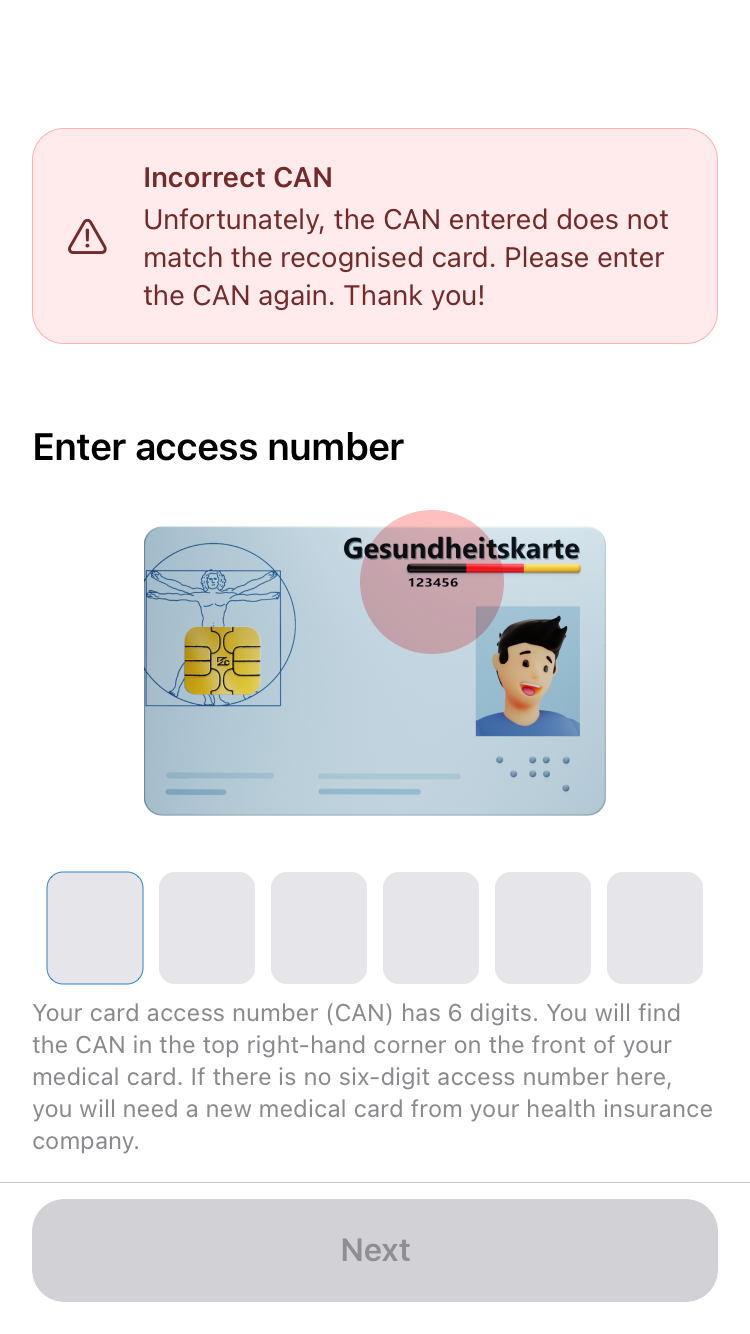 Incorrect CAN
Unfortunately, the CAN entered does not
match the recognised card. Please enter
the CAN again. Thank you!
Enter access number
Gesundheitskarte
123456
Your card access number (CAN) has 6 digits. You will find
the CAN in the top right-hand corner on the front of your
medical card. If there is no six-digit access number here,
you will need a new medical card from your health insurance
company.
Next